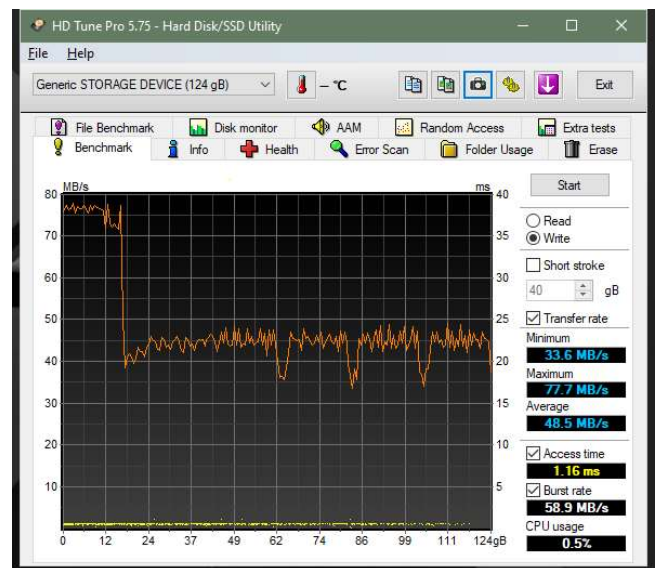 HD Tune Pro 5.75 - Hard Disk/SSD Utility
File Help
Generic STORAGE DEVICE (124 gB)
– °C
Exit
File Benchmark Disk monitor AAM Random Access Extra tests
Benchmark Info Health Error Scan Folder Usage Erase
MB/s ms
80 40
70 35
60 30
50 25
40 20
30 15
20 10
10 5
0 12 24 37 49 62 74 86 99 111 124gB
Start
Read
Write
Short stroke
40 gB
Transfer rate
Minimum
33.6 MB/s
Maximum
77.7 MB/s
Average
48.5 MB/s
Access time
1.16 ms
Burst rate
58.9 MB/s
CPU usage
0.5%